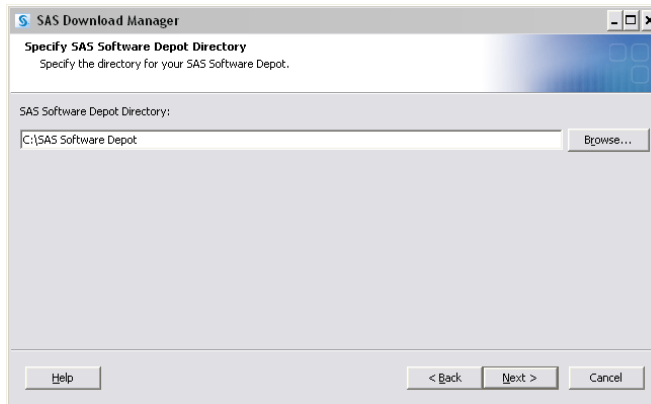 SAS Download Manager
Specify SAS Software Depot Directory
Specify the directory for your SAS Software Depot.
SAS Software Depot Directory:
C:\SAS Software Depot
Browse...
Help
< Back
Next >
Cancel